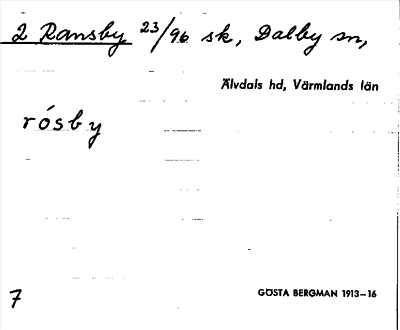 2 Ransby 23/96 sk, Dalby sn,
Älvdals hd, Värmlands län
rósby
7
GÖSTA BERGMAN 1913-16